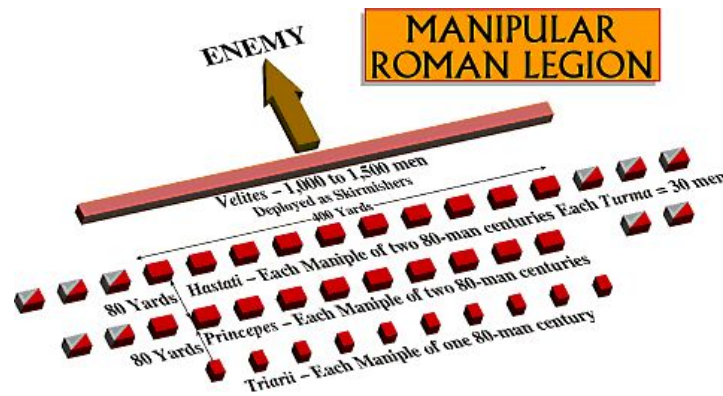 MANIPULAR
ROMAN LEGION
ENEMY
Velites – 1,000 to 1,500 men
Deployed as Skirmishers
400 Yards
Hastati – Each Maniple of two 80-man centuries Each Turma = 30 men
80 Yards
Princepes – Each Maniple of two 80-man centuries
80 Yards
Triarii – Each Maniple of one 80-man century